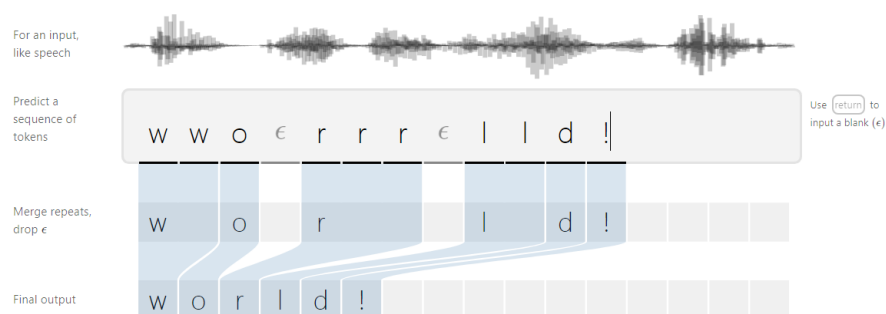 For an input,
like speech
Predict a
sequence of
tokens
w w o ϵ r r r ϵ l l d !
Use return to
input a blank (ϵ)
Merge repeats,
drop ϵ
w o r l d !
Final output
w o r l d !